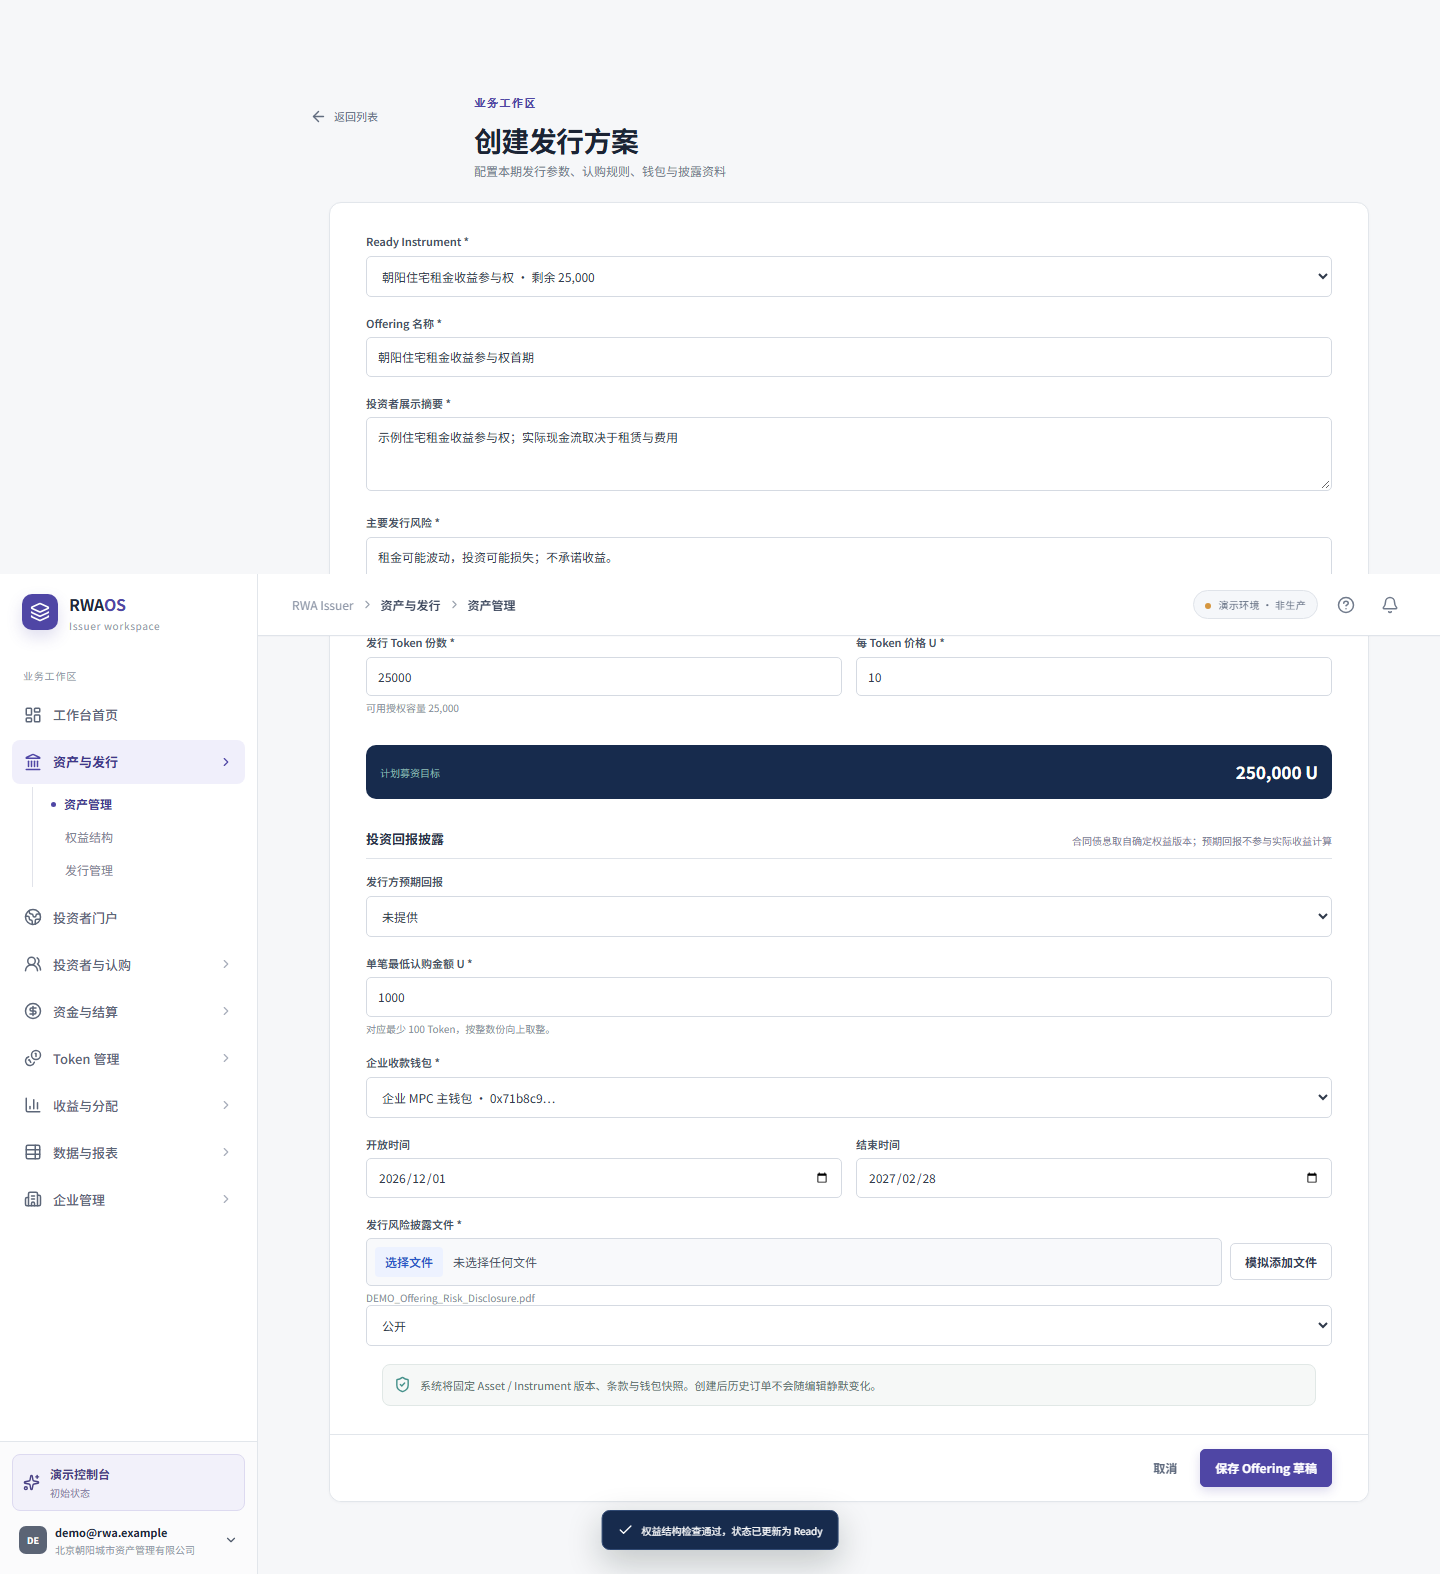 返回列表
业务工作区
创建发行方案
配置本期发行参数、认购规则、钱包与披露资料
Ready Instrument *
朝阳住宅租金收益参与权 · 剩余 25,000
Offering 名称 *
朝阳住宅租金收益参与权首期
投资者展示摘要 *
示例住宅租金收益参与权；实际现金流取决于租赁与费用
主要发行风险 *
租金可能波动，投资可能损失；不承诺收益。
RWAOS
Issuer workspace
RWA Issuer
资产与发行
资产管理
演示环境 · 非生产
业务工作区
工作台首页
资产与发行
资产管理
权益结构
发行管理
投资者门户
投资者与认购
资金与结算
Token 管理
收益与分配
数据与报表
企业管理
演示控制台
初始状态
DE
demo@rwa.example
北京朝阳城市资产管理有限公司
发行 Token 份数 *
每 Token 价格 U *
25000
10
可用授权容量 25,000
计划募资目标
250,000 U
投资回报披露
合同债息取自确定权益版本；预期回报不参与实际收益计算
发行方预期回报
未提供
单笔最低认购金额 U *
1000
对应最少 100 Token，按整数份向上取整。
企业收款钱包 *
企业 MPC 主钱包 · 0x71b8c9...
开放时间
结束时间
2026/12/01
2027/02/28
发行风险披露文件 *
选择文件
未选择任何文件
模拟添加文件
DEMO_Offering_Risk_Disclosure.pdf
公开
系统将固定 Asset / Instrument 版本、条款与钱包快照。创建后历史订单不会随编辑静默变化。
取消
保存 Offering 草稿
权益结构检查通过，状态已更新为 Ready